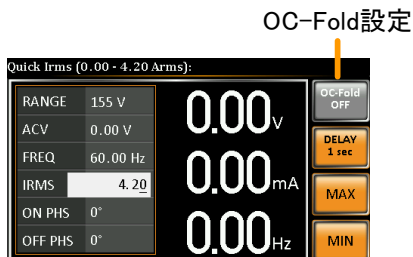 OC-Fold設定
Quick Irms (0.00 - 4.20 Arms):
RANGE 155 V
ACV 0.00 V
FREQ 60.00 Hz
IRMS 4.20
ON PHS 0°
OFF PHS 0°
0.00V
0.00mA
0.00Hz
OC-Fold
OFF
DELAY
1 sec
MAX
MIN